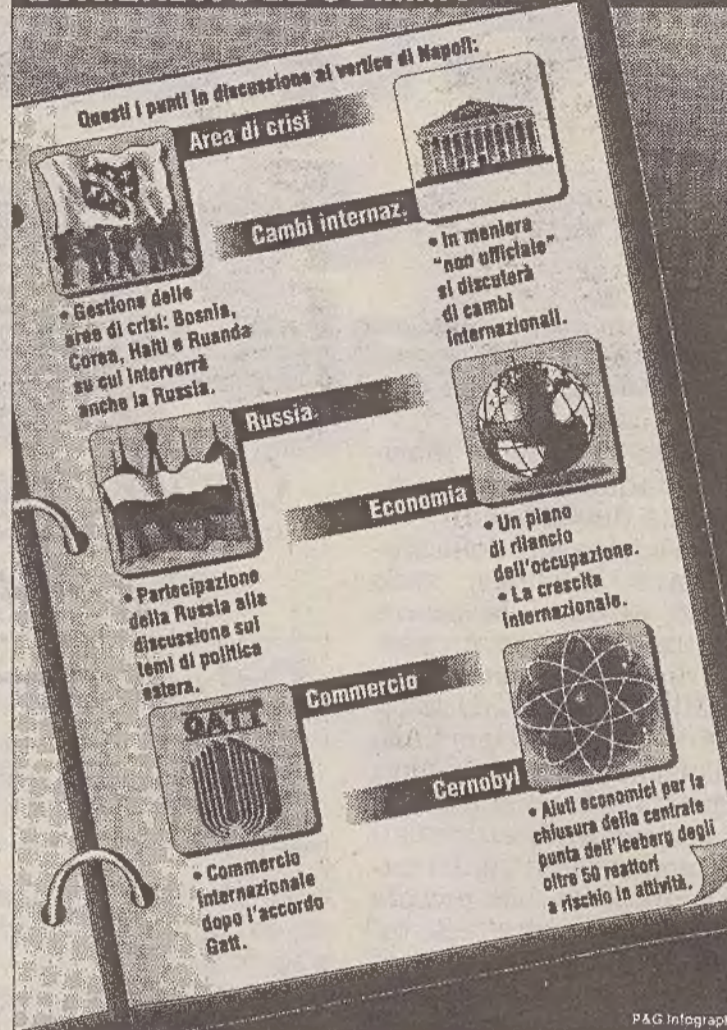 Questi i punti in discussione al vertice di Napoli:
Area di crisi
• Gestione delle
aree di crisi: Bosnia,
Corea, Haiti e Ruanda
su cui interverrà
anche la Russia.
Cambi internaz.
• In maniera
"non ufficiale"
si discuterà
di cambi
internazionali.
Russia
• Partecipazione
della Russia alla
discussione sui
temi di politica
estera.
Economia
• Un piano
di rilancio
dell'occupazione.
• La crescita
internazionale.
Commercio
GATT
• Commercio
internazionale
dopo l'accordo
Gatt.
Cernobyl
• Aiuti economici per la
chiusura della centrale
punta dell'iceberg degli
oltre 50 reattori
a rischio in attività.
P&G Infograph